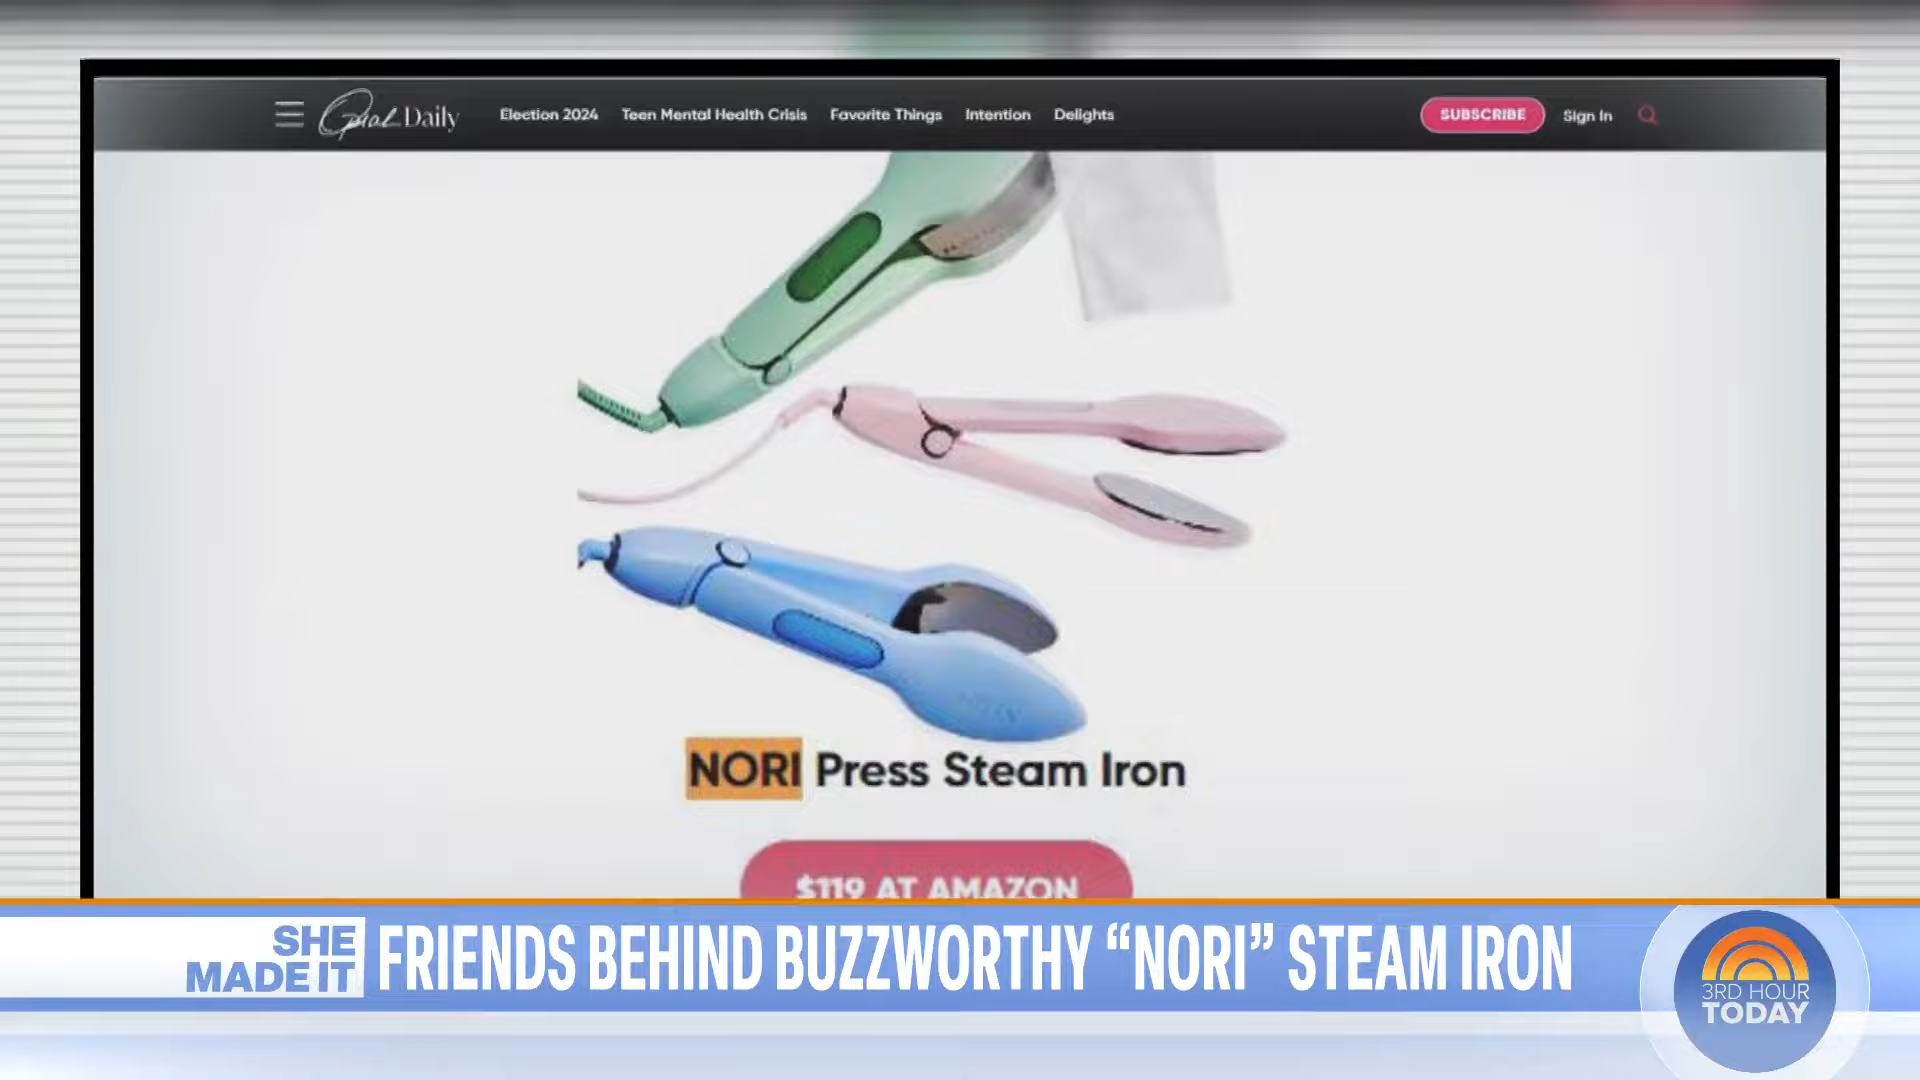 Oprah Daily
Election 2024
Teen Mental Health Crisis
Favorite Things
Intention
Delights
SUBSCRIBE
Sign In
NORI Press Steam Iron
$119 AT AMAZON
SHE
MADE IT
FRIENDS BEHIND BUZZWORTHY “NORI” STEAM IRON
3RD HOUR
TODAY